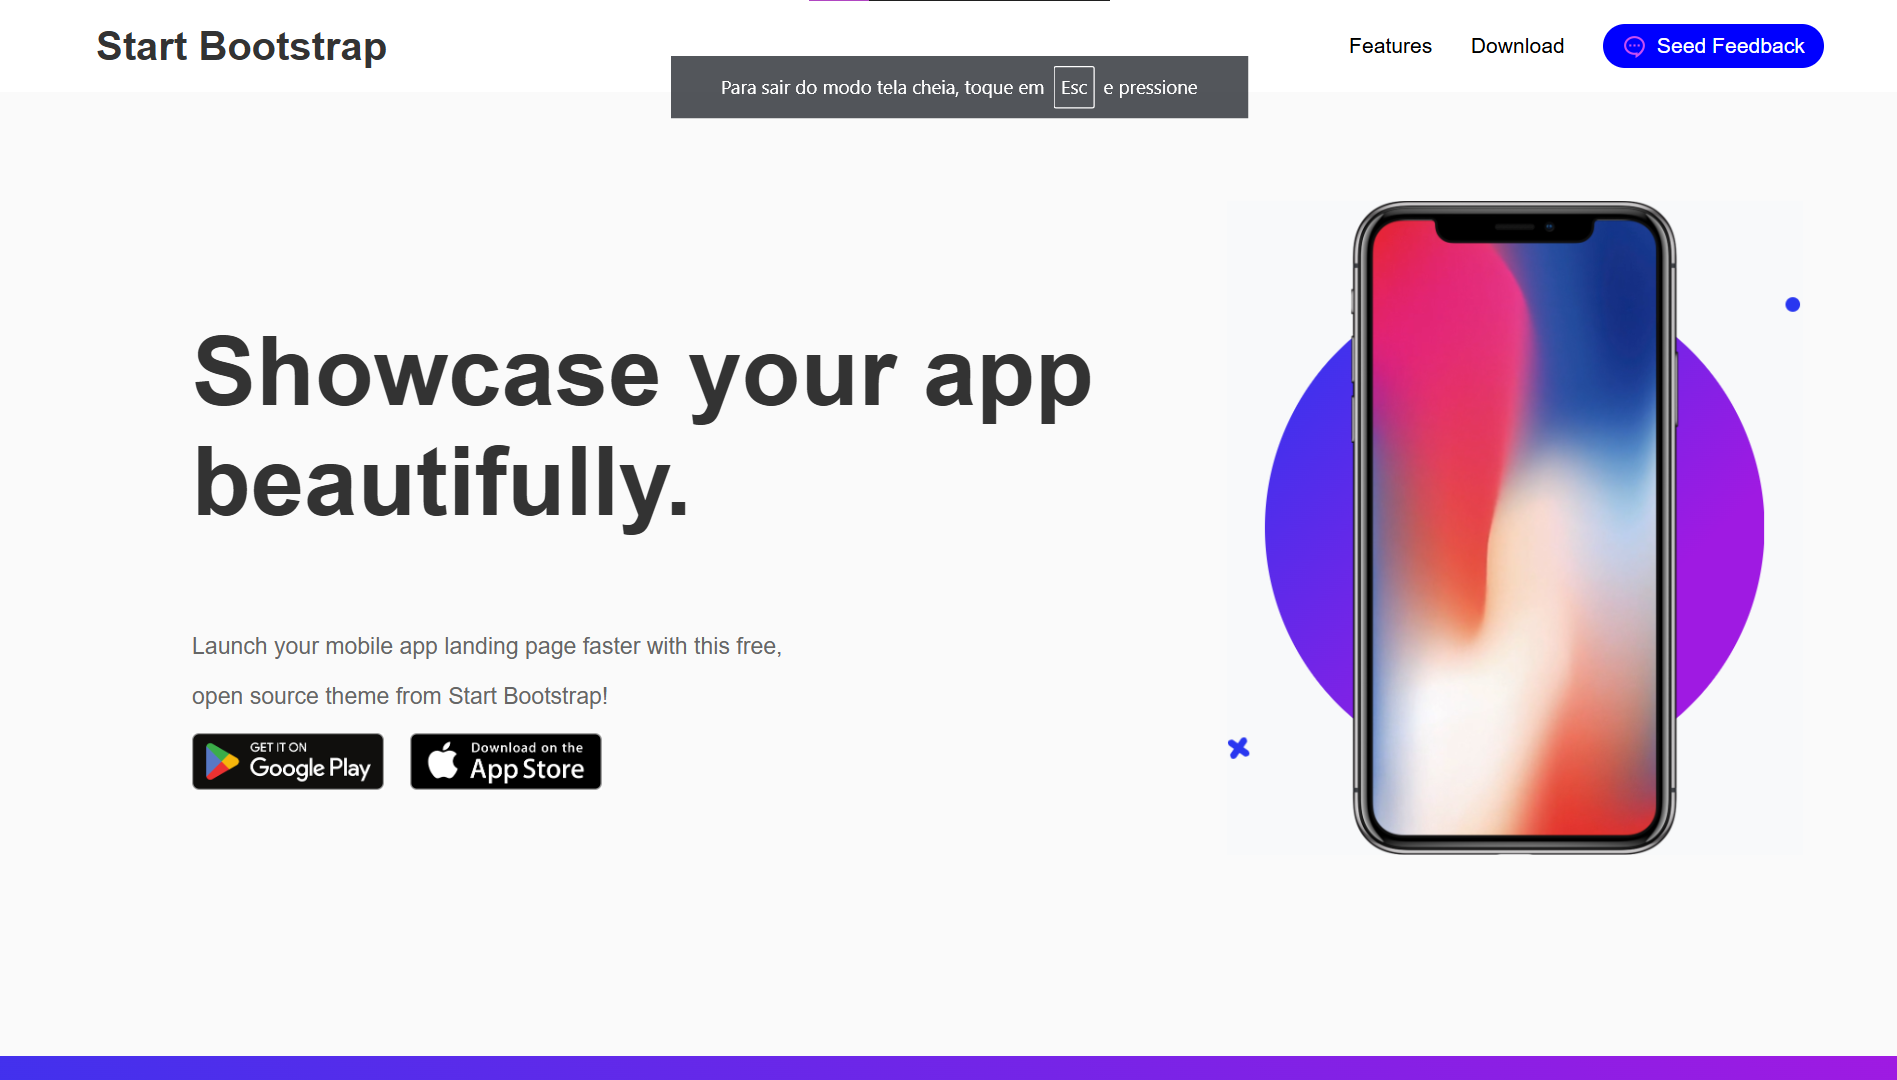 Start Bootstrap
Features
Download
Seed Feedback
Para sair do modo tela cheia, toque em Esc e pressione
Showcase your app
beautifully.
Launch your mobile app landing page faster with this free,
open source theme from Start Bootstrap!
GET IT ON
Google Play
Download on the
App Store